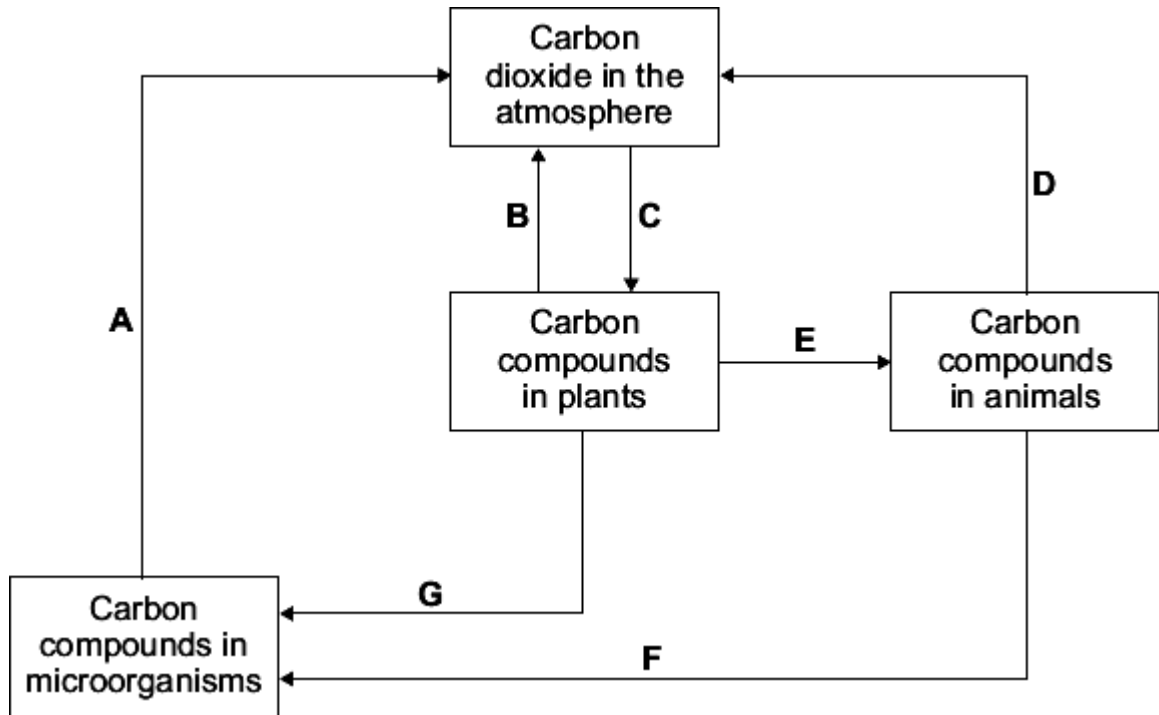 Carbon
dioxide in the
atmosphere
B
C
D
A
Carbon
compounds
in plants
E
Carbon
compounds
in animals
G
F
Carbon
compounds in
microorganisms